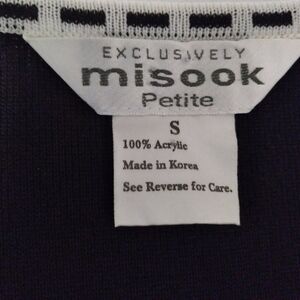 EXCLUSIVELY
misook
Petite
S
100% Acrylic
Made in Korea
See Reverse for Care.